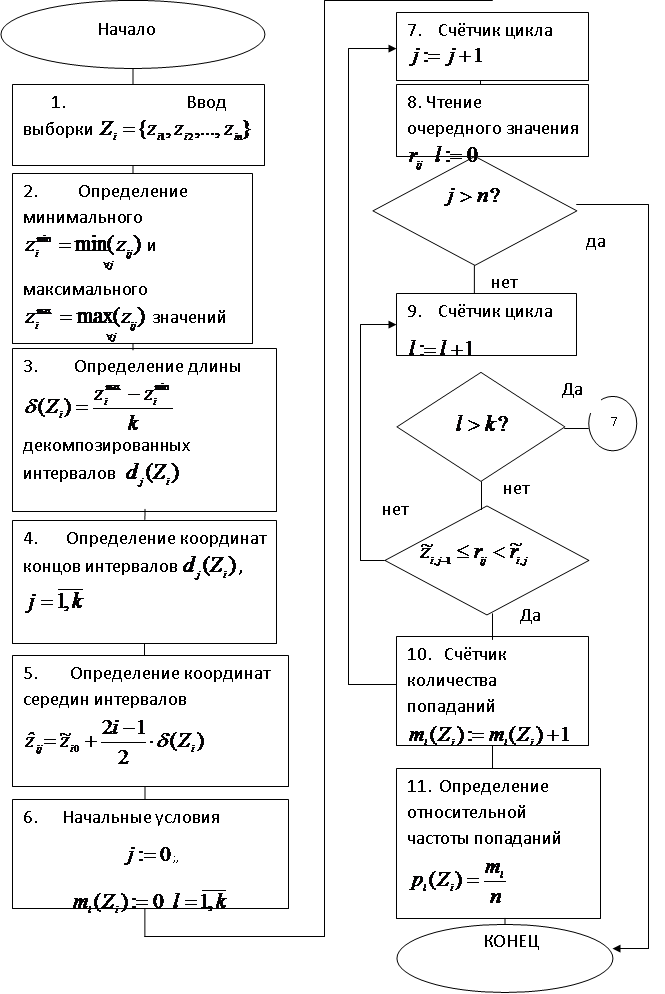 Начало
1. Ввод
выборки Z_i = {z_i1, z_i2, ..., z_in}
2. Определение
минимального
z_i^min = min(z_ij) и
∀j
максимального
z_i^max = max(z_ij) значений
∀j
3. Определение длины
δ(Z_i) = (z_i^max − z_i^min) / k
декомпозированных
интервалов d_j(Z_i)
4. Определение координат
концов интервалов d_j(Z_i),
j = 1,k
5. Определение координат
середин интервалов
ẑ_ij = z̃_i0 + (2i − 1)/2 · δ(Z_i)
6. Начальные условия
j := 0,,
m_l(Z_i) := 0 l = 1,k
7. Счётчик цикла
j := j + 1
8. Чтение
очередного значения
r_ij l := 0
j > n?
да
нет
9. Счётчик цикла
l := l + 1
Да
l > k?
7
нет
нет
z̃_i,j−1 ≤ r_ij < r̃_i,j
Да
10. Счётчик
количества
попаданий
m_l(Z_i) := m_l(Z_i) + 1
11. Определение
относительной
частоты попаданий
p_l(Z_i) = m_l / n
КОНЕЦ